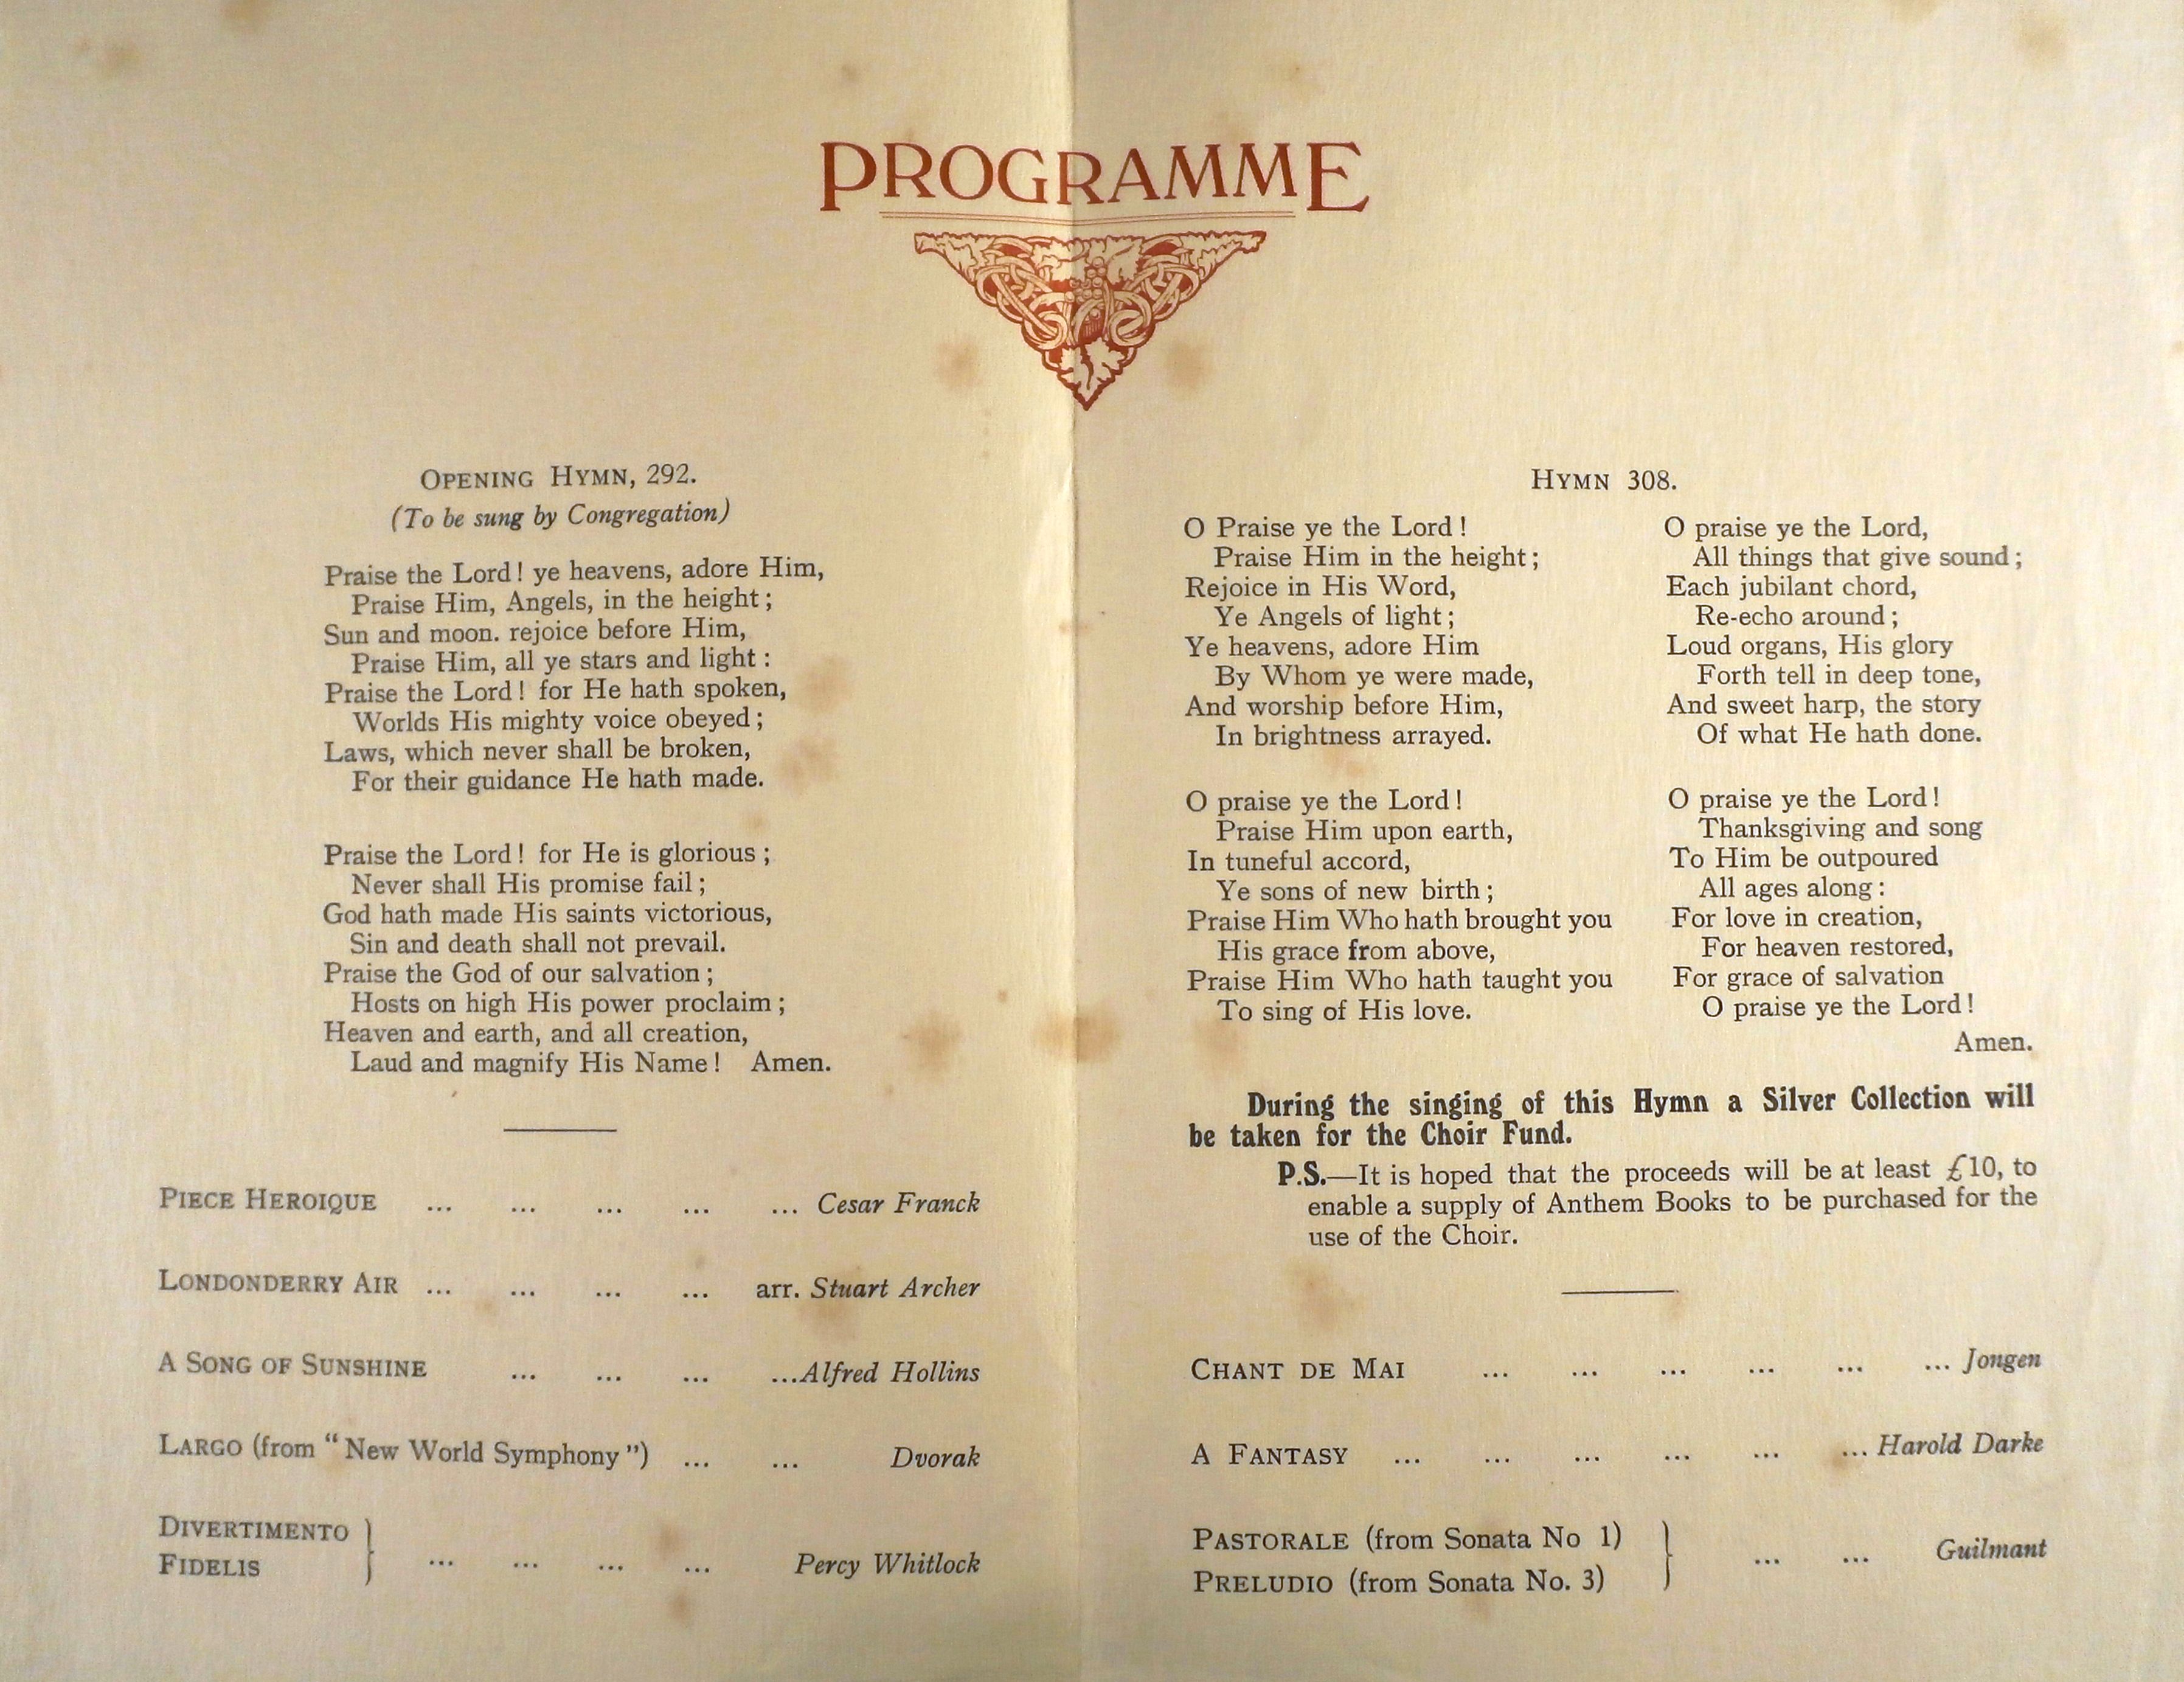 PROGRAMME
OPENING HYMN, 292.
(To be sung by Congregation)
Praise the Lord! ye heavens, adore Him,
Praise Him, Angels, in the height;
Sun and moon. rejoice before Him,
Praise Him, all ye stars and light:
Praise the Lord! for He hath spoken,
Worlds His mighty voice obeyed;
Laws, which never shall be broken,
For their guidance He hath made.
Praise the Lord! for He is glorious;
Never shall His promise fail;
God hath made His saints victorious,
Sin and death shall not prevail.
Praise the God of our salvation;
Hosts on high His power proclaim;
Heaven and earth, and all creation,
Laud and magnify His Name! Amen.
PIECE HEROIQUE ... ... ... ... ... Cesar Franck
LONDONDERRY AIR ... ... ... ... arr. Stuart Archer
A SONG OF SUNSHINE ... ... ... ...Alfred Hollins
LARGO (from "New World Symphony") ... ... Dvorak
DIVERTIMENTO }
FIDELIS ... ... ... ... Percy Whitlock
HYMN 308.
O Praise ye the Lord!
Praise Him in the height;
Rejoice in His Word,
Ye Angels of light;
Ye heavens, adore Him
By Whom ye were made,
And worship before Him,
In brightness arrayed.
O praise ye the Lord!
Praise Him upon earth,
In tuneful accord,
Ye sons of new birth;
Praise Him Who hath brought you
His grace from above,
Praise Him Who hath taught you
To sing of His love.
O praise ye the Lord,
All things that give sound;
Each jubilant chord,
Re-echo around;
Loud organs, His glory
Forth tell in deep tone,
And sweet harp, the story
Of what He hath done.
O praise ye the Lord!
Thanksgiving and song
To Him be outpoured
All ages along:
For love in creation,
For heaven restored,
For grace of salvation
O praise ye the Lord!
Amen.
During the singing of this Hymn a Silver Collection will
be taken for the Choir Fund.
P.S.—It is hoped that the proceeds will be at least £10, to
enable a supply of Anthem Books to be purchased for the
use of the Choir.
CHANT DE MAI ... ... ... ... ... ... Jongen
A FANTASY ... ... ... ... ... ... Harold Darke
PASTORALE (from Sonata No 1) } ... ... Guilmant
PRELUDIO (from Sonata No. 3)